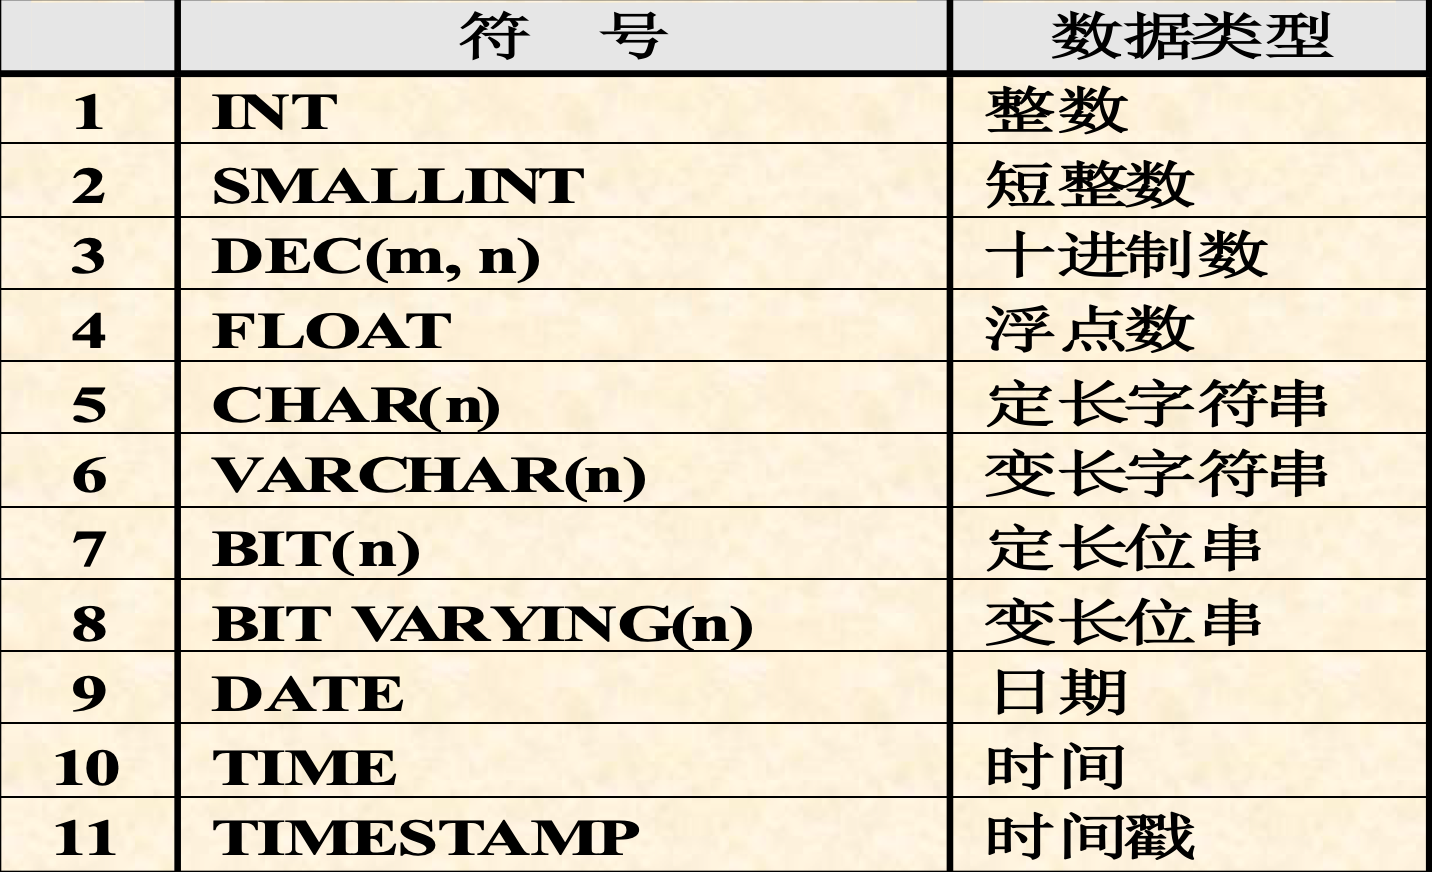 符 号 数据类型
1 INT 整数
2 SMALLINT 短整数
3 DEC(m, n) 十进制数
4 FLOAT 浮点数
5 CHAR(n) 定长字符串
6 VARCHAR(n) 变长字符串
7 BIT(n) 定长位串
8 BIT VARYING(n) 变长位串
9 DATE 日期
10 TIME 时间
11 TIMESTAMP 时间戳